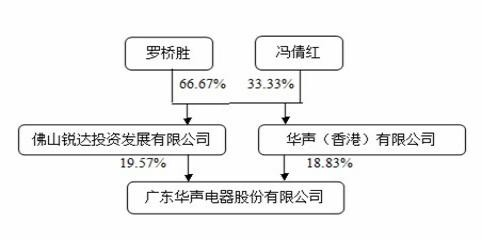 罗桥胜
冯倩红
66.67%
33.33%
佛山锐达投资发展有限公司
华声（香港）有限公司
19.57%
18.83%
广东华声电器股份有限公司